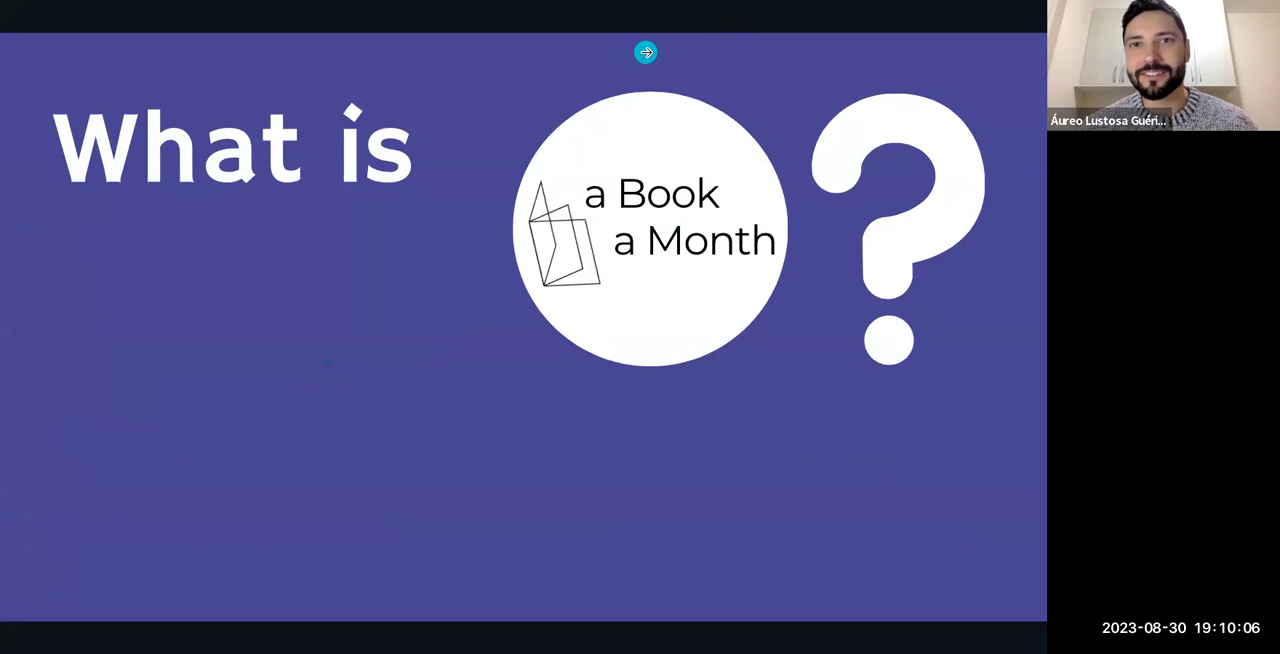 What is
a Book
a Month
?
Áureo Lustosa Guéri...
2023-08-30 19:10:06